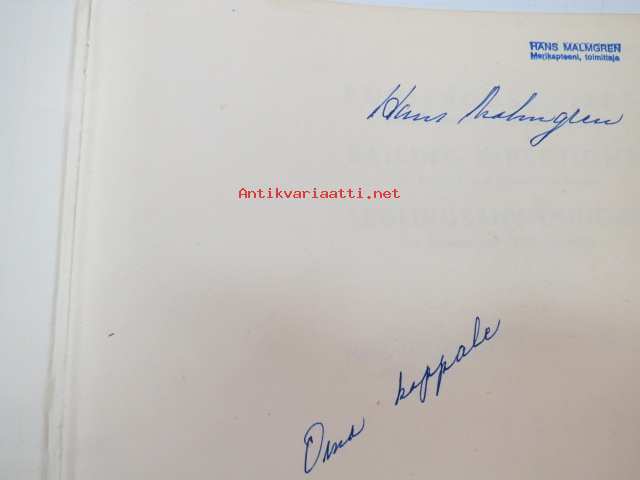 HANS MALMGREN
Merikapteeni, toimittaja
Hans Malmgren
Antikvariaatti.net
Oma kappale